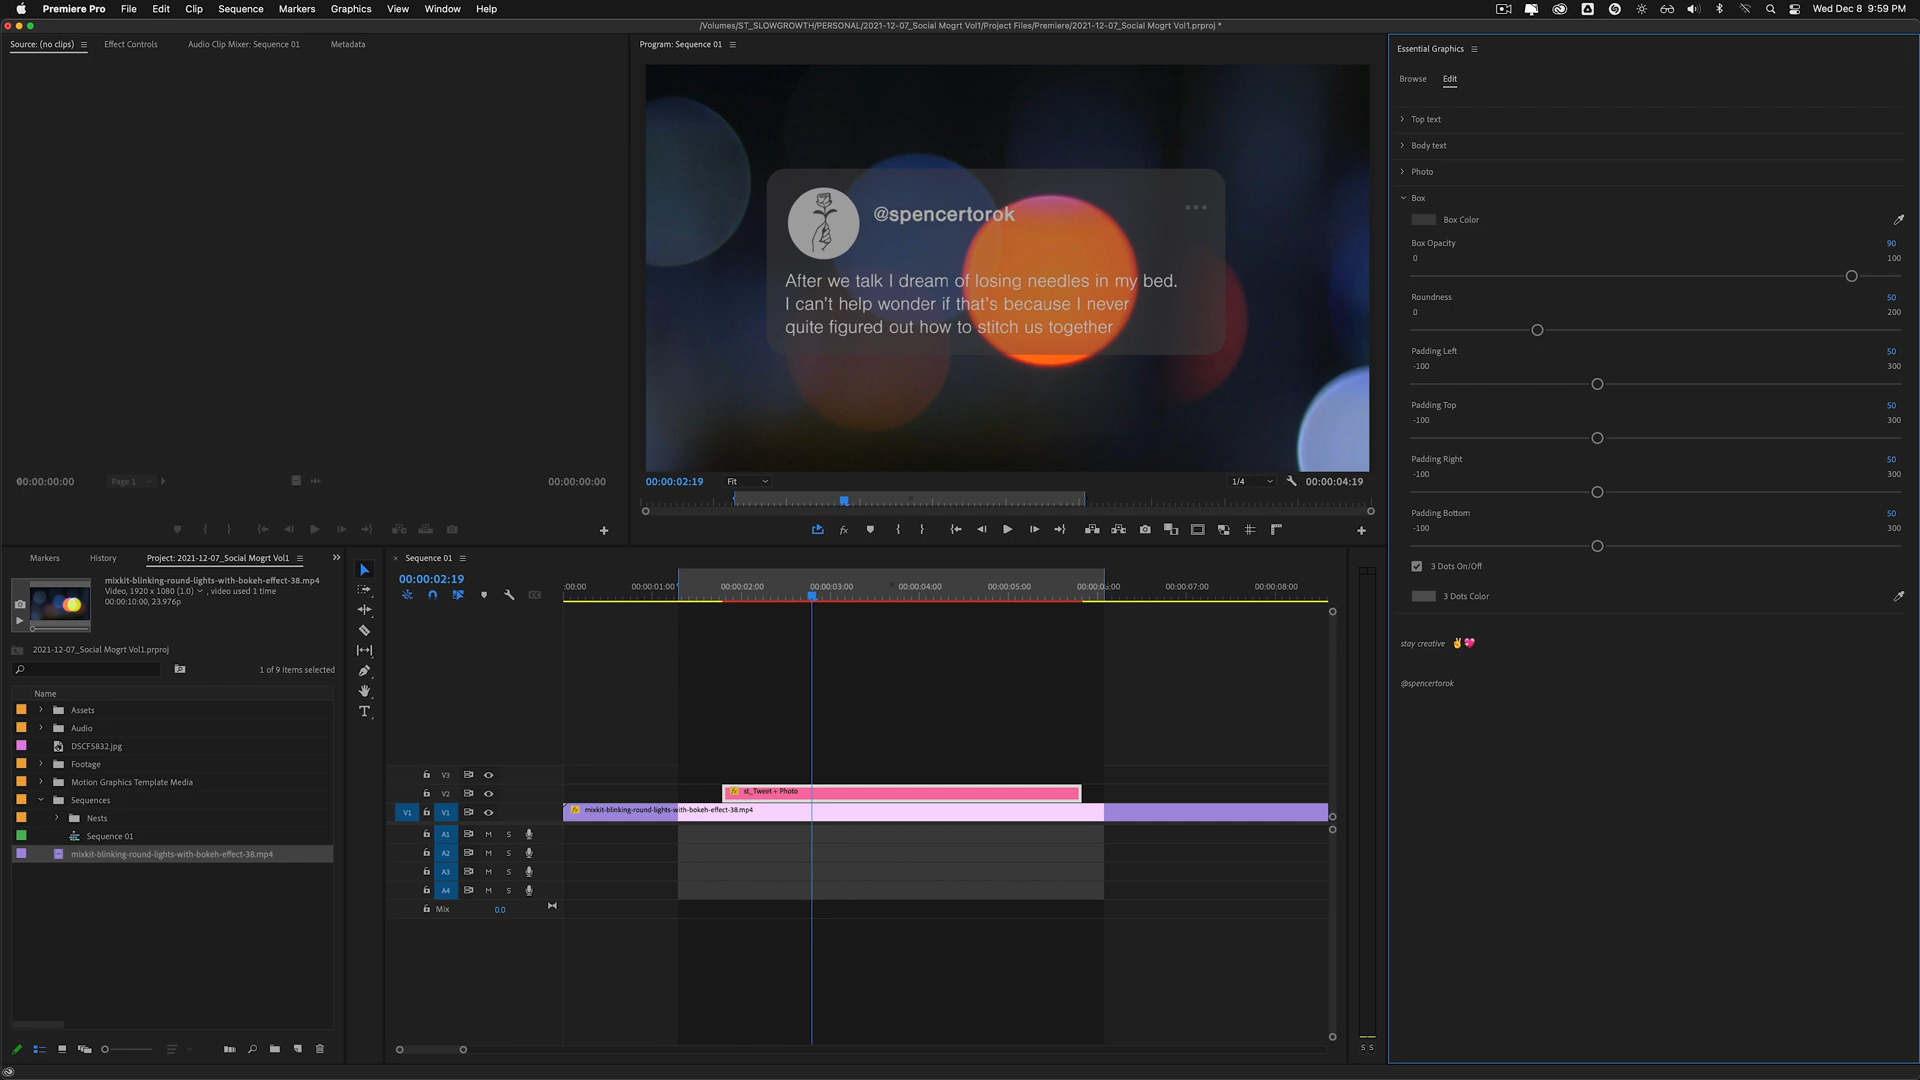 Premiere Pro File Edit Clip Sequence Markers Graphics View Window Help
Wed Dec 8 9:59 PM
/Volumes/ST_SLOWGROWTH/PERSONAL/2021-12-07_Social Mogrt Vol1/Project Files/Premiere/2021-12-07_Social Mogrt Vol1.prproj *
Source: (no clips) Effect Controls Audio Clip Mixer: Sequence 01 Metadata
00:00:00:00 Page 1 00:00:00:00
Program: Sequence 01
@spencertorok
After we talk I dream of losing needles in my bed.
I can't help wonder if that's because I never
quite figured out how to stitch us together
00:00:02:19 Fit 1/4 00:00:04:19
Essential Graphics
Browse Edit
Top text
Body text
Photo
Box
Box Color
Box Opacity 90
0 100
Roundness 50
0 200
Padding Left 50
-100 300
Padding Top 50
-100 300
Padding Right 50
-100 300
Padding Bottom 50
-100 300
3 Dots On/Off
3 Dots Color
stay creative ✌💖
@spencertorok
Markers History Project: 2021-12-07_Social Mogrt Vol1
mixkit-blinking-round-lights-with-bokeh-effect-38.mp4
Video, 1920 x 1080 (1.0) , video used 1 time
00:00:10:00, 23.976p
2021-12-07_Social Mogrt Vol1.prproj
1 of 9 items selected
Name
Assets
Audio
DSCF5832.jpg
Footage
Motion Graphics Template Media
Sequences
Nests
Sequence 01
mixkit-blinking-round-lights-with-bokeh-effect-38.mp4
Sequence 01
00:00:02:19
:00:00 00:00:01:00 00:00:02:00 00:00:03:00 00:00:04:00 00:00:05:00 00:00:07:00 00:00:08:00
V3
V2 st_Tweet + Photo
V1 V1 mixkit-blinking-round-lights-with-bokeh-effect-38.mp4
A1 M S
A2 M S
A3 M S
A4 M S
Mix 0.0
S S